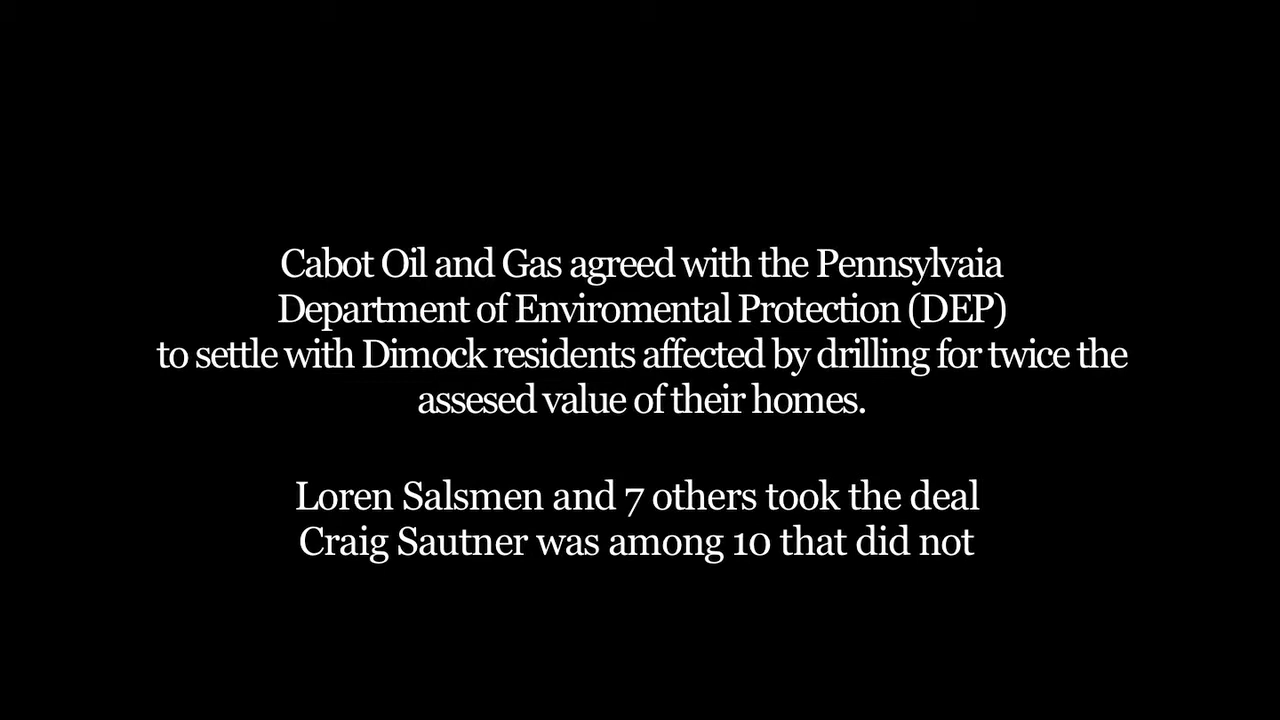 Cabot Oil and Gas agreed with the Pennsylvaia
Department of Enviromental Protection (DEP)
to settle with Dimock residents affected by drilling for twice the
assesed value of their homes.
Loren Salsmen and 7 others took the deal
Craig Sautner was among 10 that did not